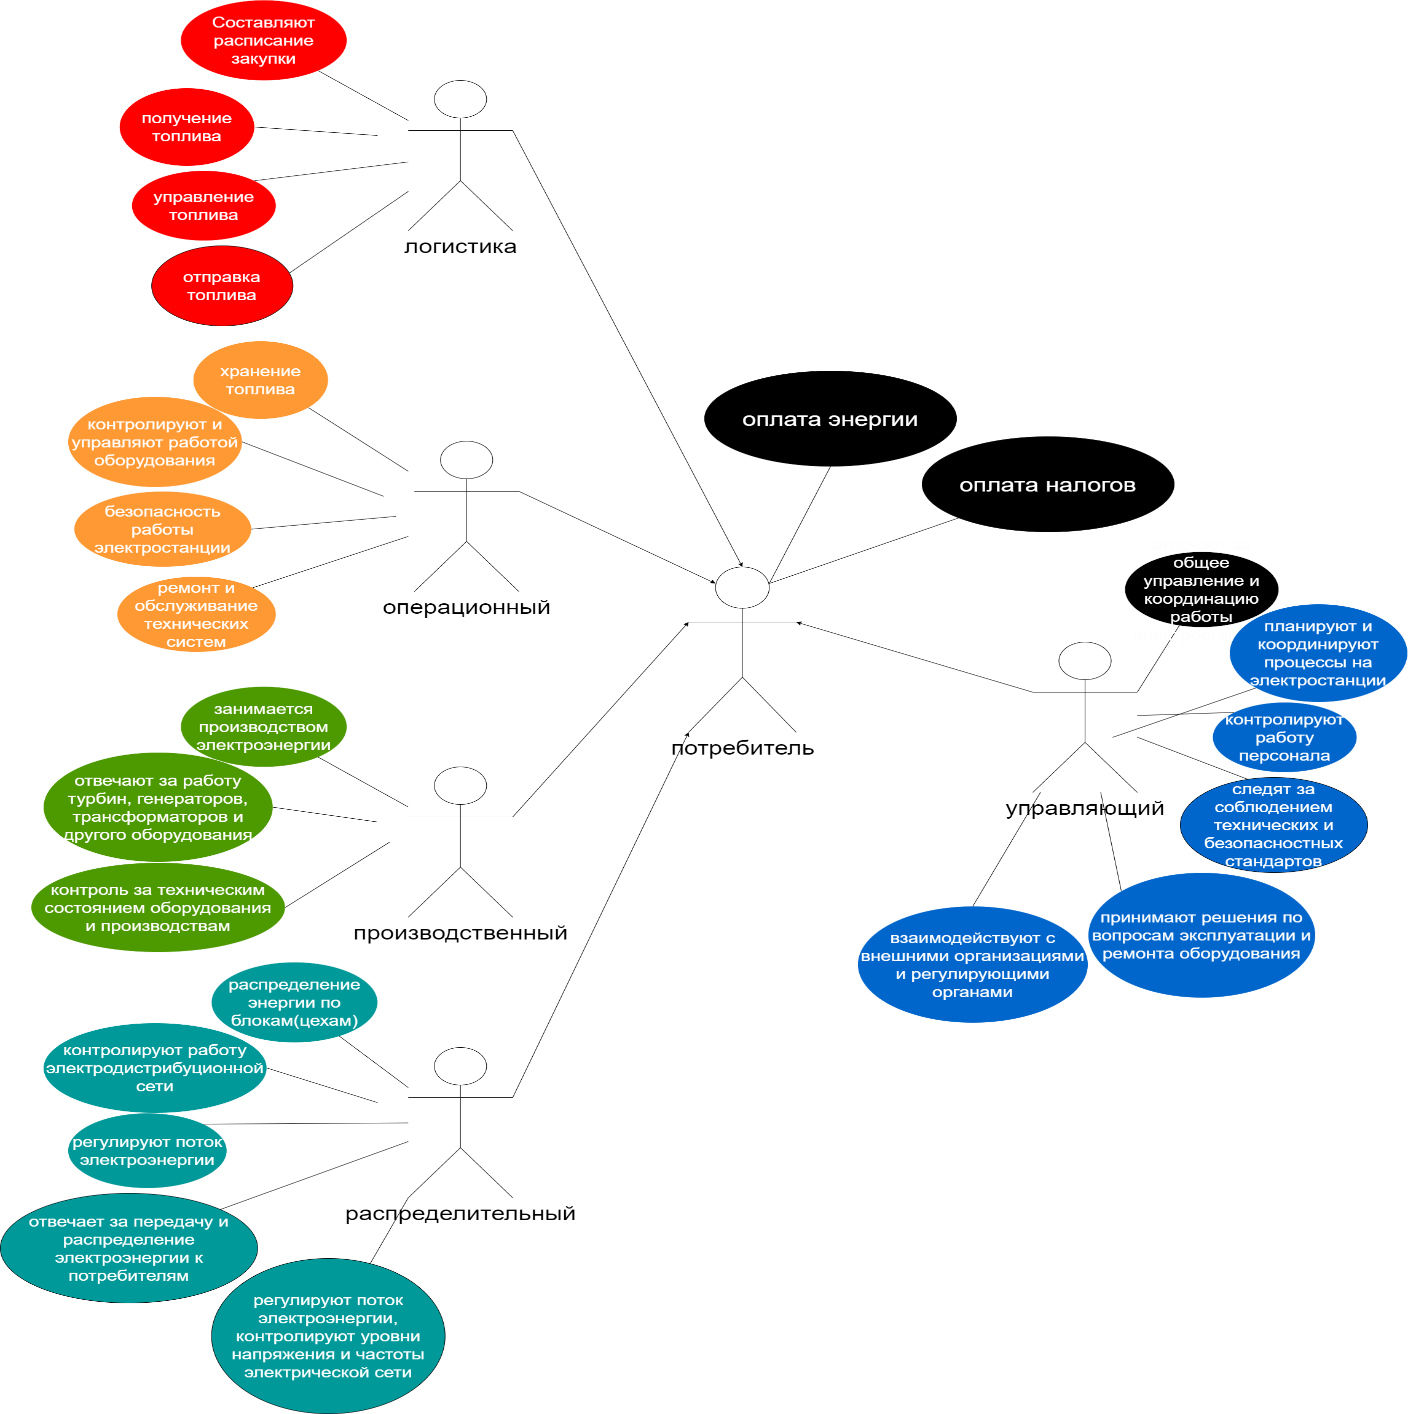 Составляют
расписание
закупки
получение
топлива
управление
топлива
отправка
топлива
логистика
хранение
топлива
контролируют и
управляют работой
оборудования
безопасность
работы
электростанции
ремонт и
обслуживание
технических
систем
операционный
занимается
производством
электроэнергии
отвечают за работу
турбин, генераторов,
трансформаторов и
другого оборудования
контроль за техническим
состоянием оборудования
и производствам
производственный
распределение
энергии по
блокам(цехам)
контролируют работу
электродистрибуционной
сети
регулируют поток
электроэнергии
отвечает за передачу и
распределение
электроэнергии к
потребителям
распределительный
регулируют поток
электроэнергии,
контролируют уровни
напряжения и частоты
электрической сети
оплата энергии
оплата налогов
потребитель
общее
управление и
координацию
работы
планируют и
координируют
процессы на
электростанции
контролируют
работу
персонала
следят за
соблюдением
технических и
безопасностных
стандартов
управляющий
принимают решения по
вопросам эксплуатации и
ремонта оборудования
взаимодействуют с
внешними организациями
и регулирующими
органами